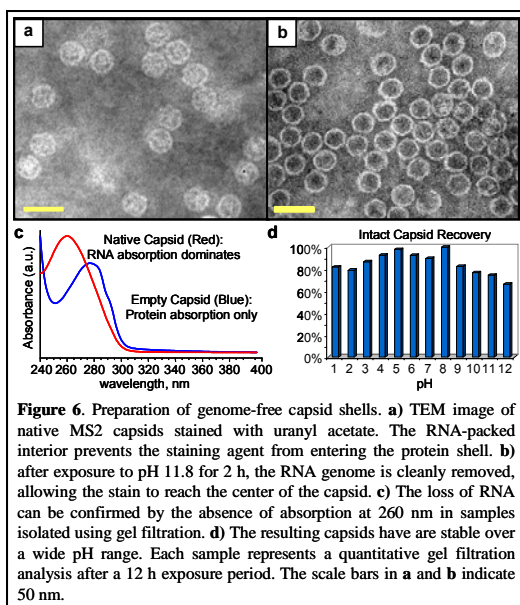 a
b
c
Native Capsid (Red):
RNA absorption dominates
Empty Capsid (Blue):
Protein absorption only
Absorbance (a.u.)
240 260 280 300 320 340 360 380 400
wavelength, nm
d
Intact Capsid Recovery
100%
80%
60%
40%
20%
0%
1 2 3 4 5 6 7 8 9 10 11 12
pH
Figure 6. Preparation of genome-free capsid shells. a) TEM image of
native MS2 capsids stained with uranyl acetate. The RNA-packed
interior prevents the staining agent from entering the protein shell. b)
after exposure to pH 11.8 for 2 h, the RNA genome is cleanly removed,
allowing the stain to reach the center of the capsid. c) The loss of RNA
can be confirmed by the absence of absorption at 260 nm in samples
isolated using gel filtration. d) The resulting capsids have are stable over
a wide pH range. Each sample represents a quantitative gel filtration
analysis after a 12 h exposure period. The scale bars in a and b indicate
50 nm.